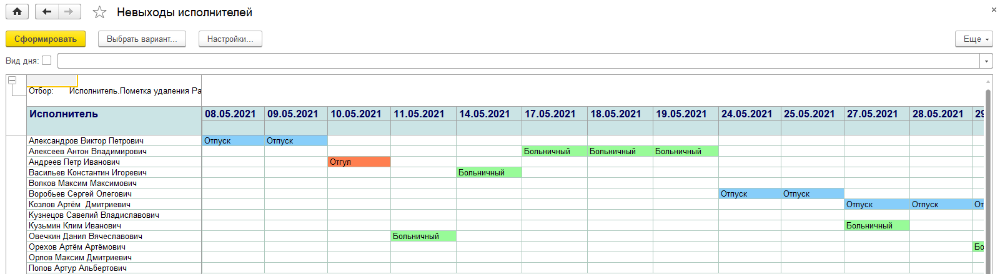 Невыходы исполнителей
Сформировать Выбрать вариант... Настройки... Еще
Вид дня:
Отбор: Исполнитель.Пометка удаления Ра
Исполнитель 08.05.2021 09.05.2021 10.05.2021 11.05.2021 14.05.2021 17.05.2021 18.05.2021 19.05.2021 24.05.2021 25.05.2021 27.05.2021 28.05.2021 29
Александров Виктор Петрович Отпуск Отпуск
Алексеев Антон Владимирович Больничный Больничный Больничный
Андреев Петр Иванович Отгул
Васильев Константин Игоревич Больничный
Волков Максим Максимович
Воробьев Сергей Олегович Отпуск Отпуск
Козлов Артём Дмитриевич Отпуск Отпуск От
Кузнецов Савелий Владиславович
Кузьмин Клим Иванович Больничный
Овечкин Данил Вячеславович Больничный
Орехов Артём Артёмович Бо
Орлов Максим Дмитриевич
Попов Артур Альбертович